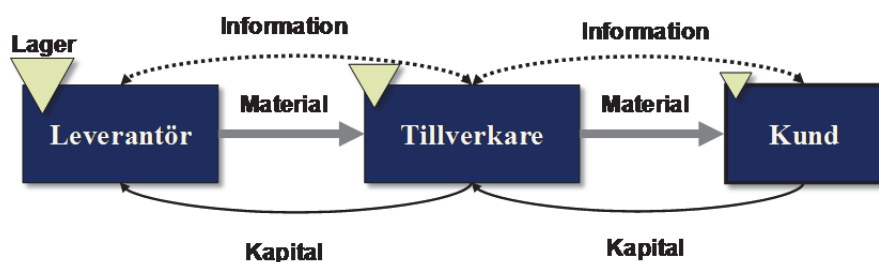 Information
Information
Lager
Material
Material
Leverantör
Tillverkare
Kund
Kapital
Kapital